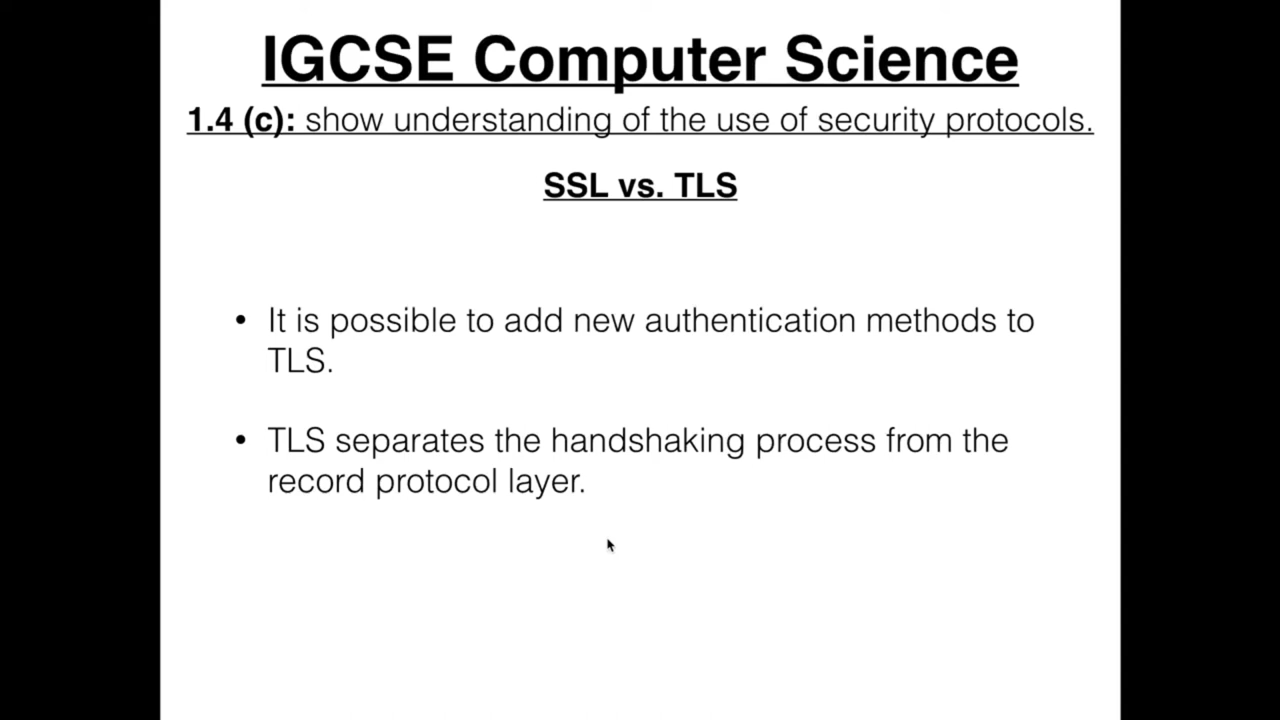 IGCSE Computer Science
1.4 (c): show understanding of the use of security protocols.
SSL vs. TLS
• It is possible to add new authentication methods to
TLS.
• TLS separates the handshaking process from the
record protocol layer.